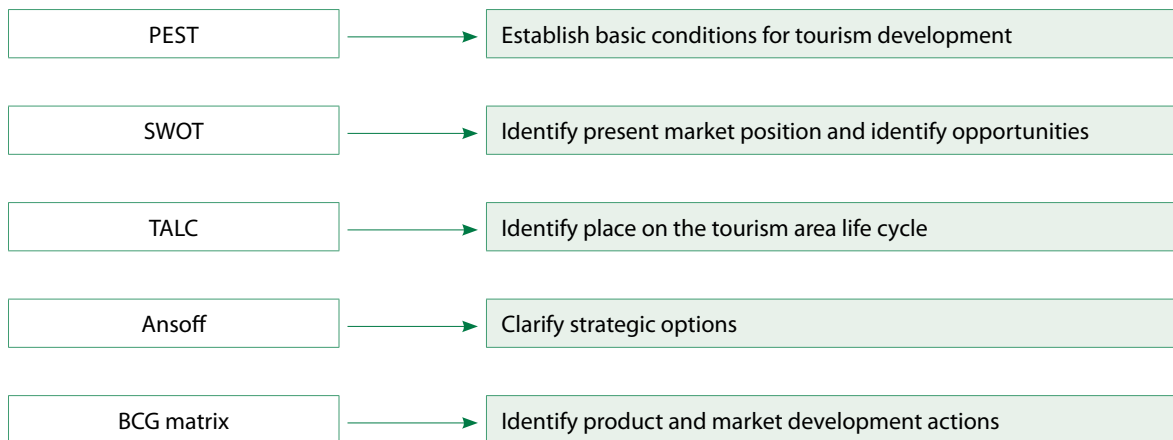 PEST
Establish basic conditions for tourism development
SWOT
Identify present market position and identify opportunities
TALC
Identify place on the tourism area life cycle
Ansoff
Clarify strategic options
BCG matrix
Identify product and market development actions